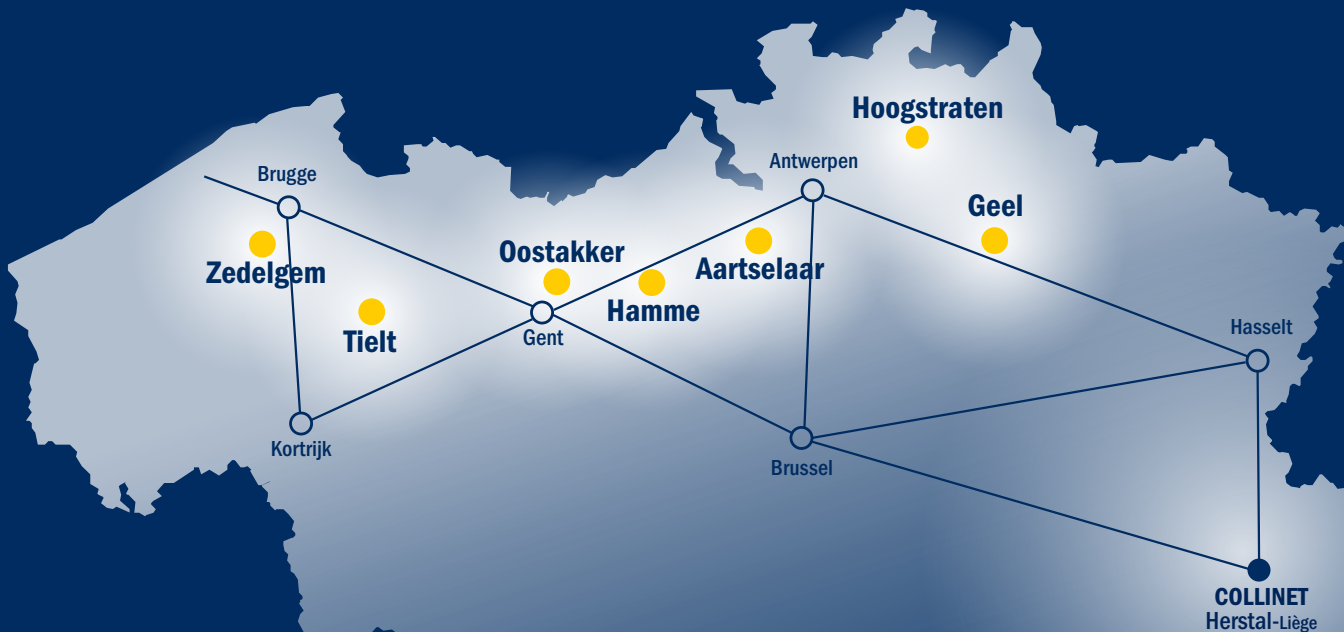 Hoogstraten
Antwerpen
Brugge
Geel
Oostakker
Aartselaar
Zedelgem
Hamme
Hasselt
Tielt
Gent
Kortrijk
Brussel
COLLINET
Herstal-Liège